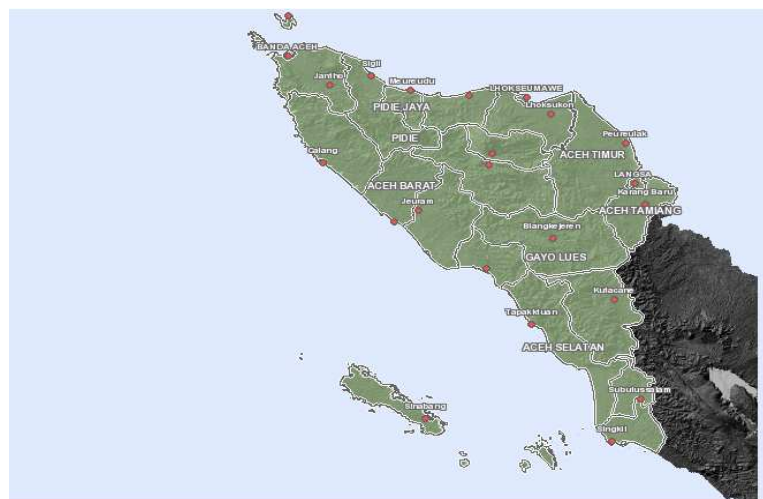 BANDA ACEH
Sigli
Jantho
Meureudu
LHOKSEUMAWE
PIDIE JAYA
Lhoksukon
PIDIE
Peureulak
Calang
ACEH TIMUR
LANGSA
ACEH BARAT
Karang Baru
Jeuram
ACEH TAMIANG
Blangkejeren
GAYO LUES
Kutacane
Tapaktuan
ACEH SELATAN
Subulussalam
Sinabang
Singkil